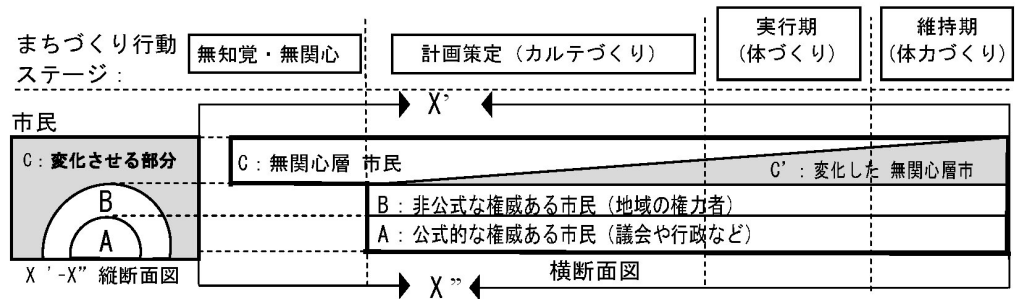 まちづくり行動
ステージ：
無知覚・無関心
計画策定（カルテづくり）
実行期
（体づくり）
維持期
（体力づくり）
X’
市民
C：変化させる部分
B
A
C：無関心層 市民
C’：変化した 無関心層市
B：非公式な権威ある市民（地域の権力者）
A：公式的な権威ある市民（議会や行政など）
X ’-X” 縦断面図
横断面図
X ”